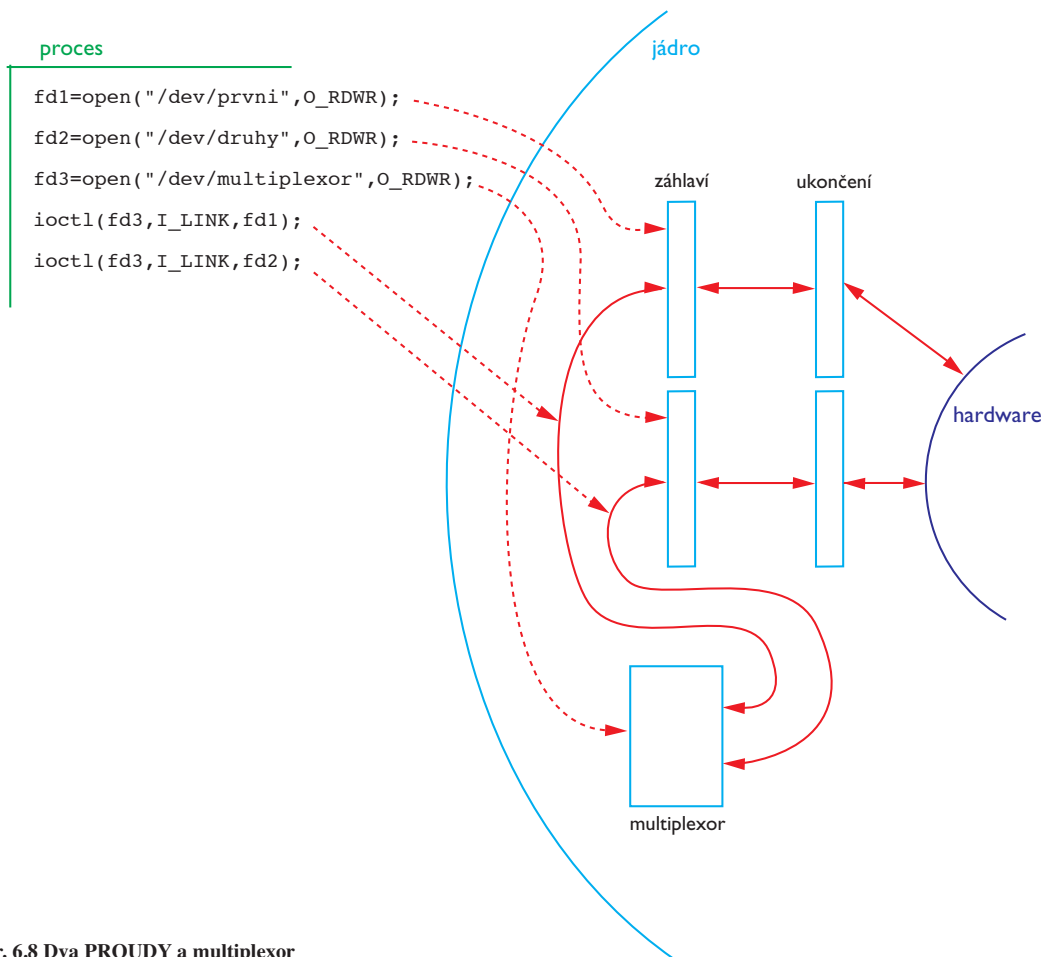 proces
jádro
fd1=open("/dev/prvni",O_RDWR);
fd2=open("/dev/druhy",O_RDWR);
fd3=open("/dev/multiplexor",O_RDWR);
ioctl(fd3,I_LINK,fd1);
ioctl(fd3,I_LINK,fd2);
záhlaví
ukončení
hardware
multiplexor
r. 6.8 Dva PROUDY a multiplexor